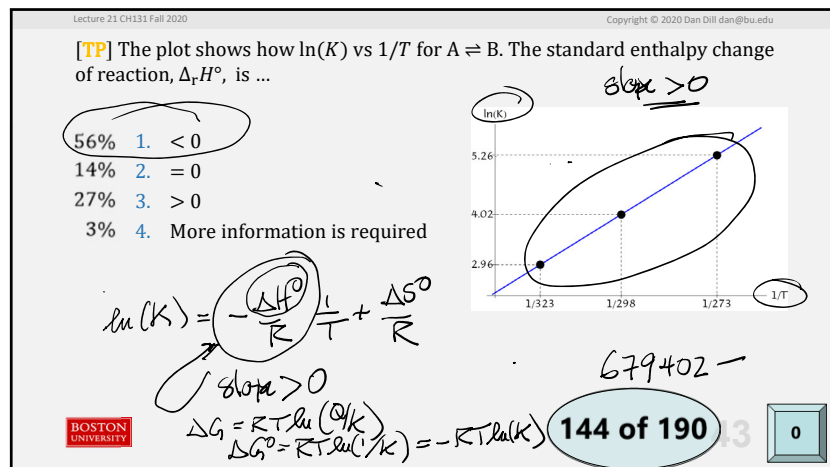 Lecture 21 CH131 Fall 2020
Copyright © 2020 Dan Dill dan@bu.edu
[TP] The plot shows how ln(K) vs 1/T for A ⇌ B. The standard enthalpy change
of reaction, ΔrH°, is ...
slope > 0
56% 1. < 0
14% 2. = 0
27% 3. > 0
3% 4. More information is required
ln(K)
5.26
4.02
2.96
1/323 1/298 1/273
1/T
ln(K) = - ΔH°/R 1/T + ΔS°/R
slope > 0
679402
ΔG = RT ln(Q/K)
ΔG° = RT ln(1/K) = -RT ln(K)
144 of 190
43
0
BOSTON
UNIVERSITY